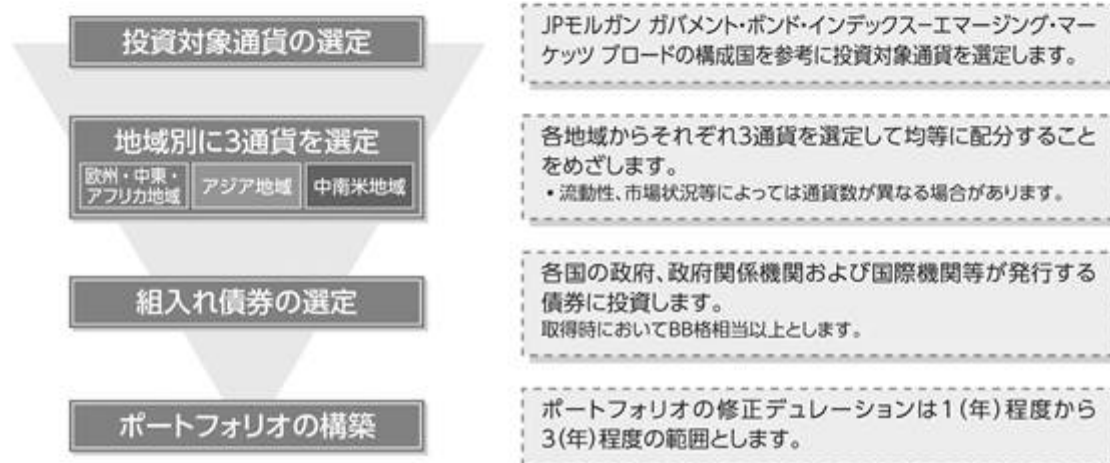 投資対象通貨の選定
JPモルガン ガバメント・ボンド・インデックス−エマージング・マー
ケッツ ブロードの構成国を参考に投資対象通貨を選定します。
地域別に3通貨を選定
欧州・中東・
アフリカ地域
アジア地域
中南米地域
各地域からそれぞれ3通貨を選定して均等に配分すること
をめざします。
・流動性、市場状況等によっては通貨数が異なる場合があります。
組入れ債券の選定
各国の政府、政府関係機関および国際機関等が発行する
債券に投資します。
取得時においてBB格相当以上とします。
ポートフォリオの構築
ポートフォリオの修正デュレーションは1(年)程度から
3(年)程度の範囲とします。